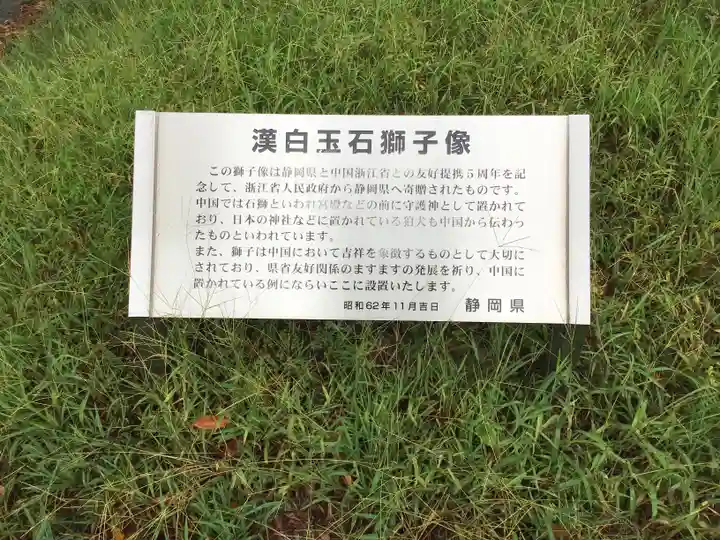 漢白玉石獅子像
この獅子像は静岡県と中国浙江省との友好提携5周年を記
念して、浙江省人民政府から静岡県へ寄贈されたものです。
中国では石獅といわれ宮殿などの前に守護神として置かれて
おり、日本の神社などに置かれている狛犬も中国から伝わっ
たものといわれています。
また、獅子は中国において吉祥を象徴するものとして大切に
されており、県省友好関係のますますの発展を祈り、中国に
置かれている例にならいここに設置いたします。
昭和62年11月吉日 静岡県